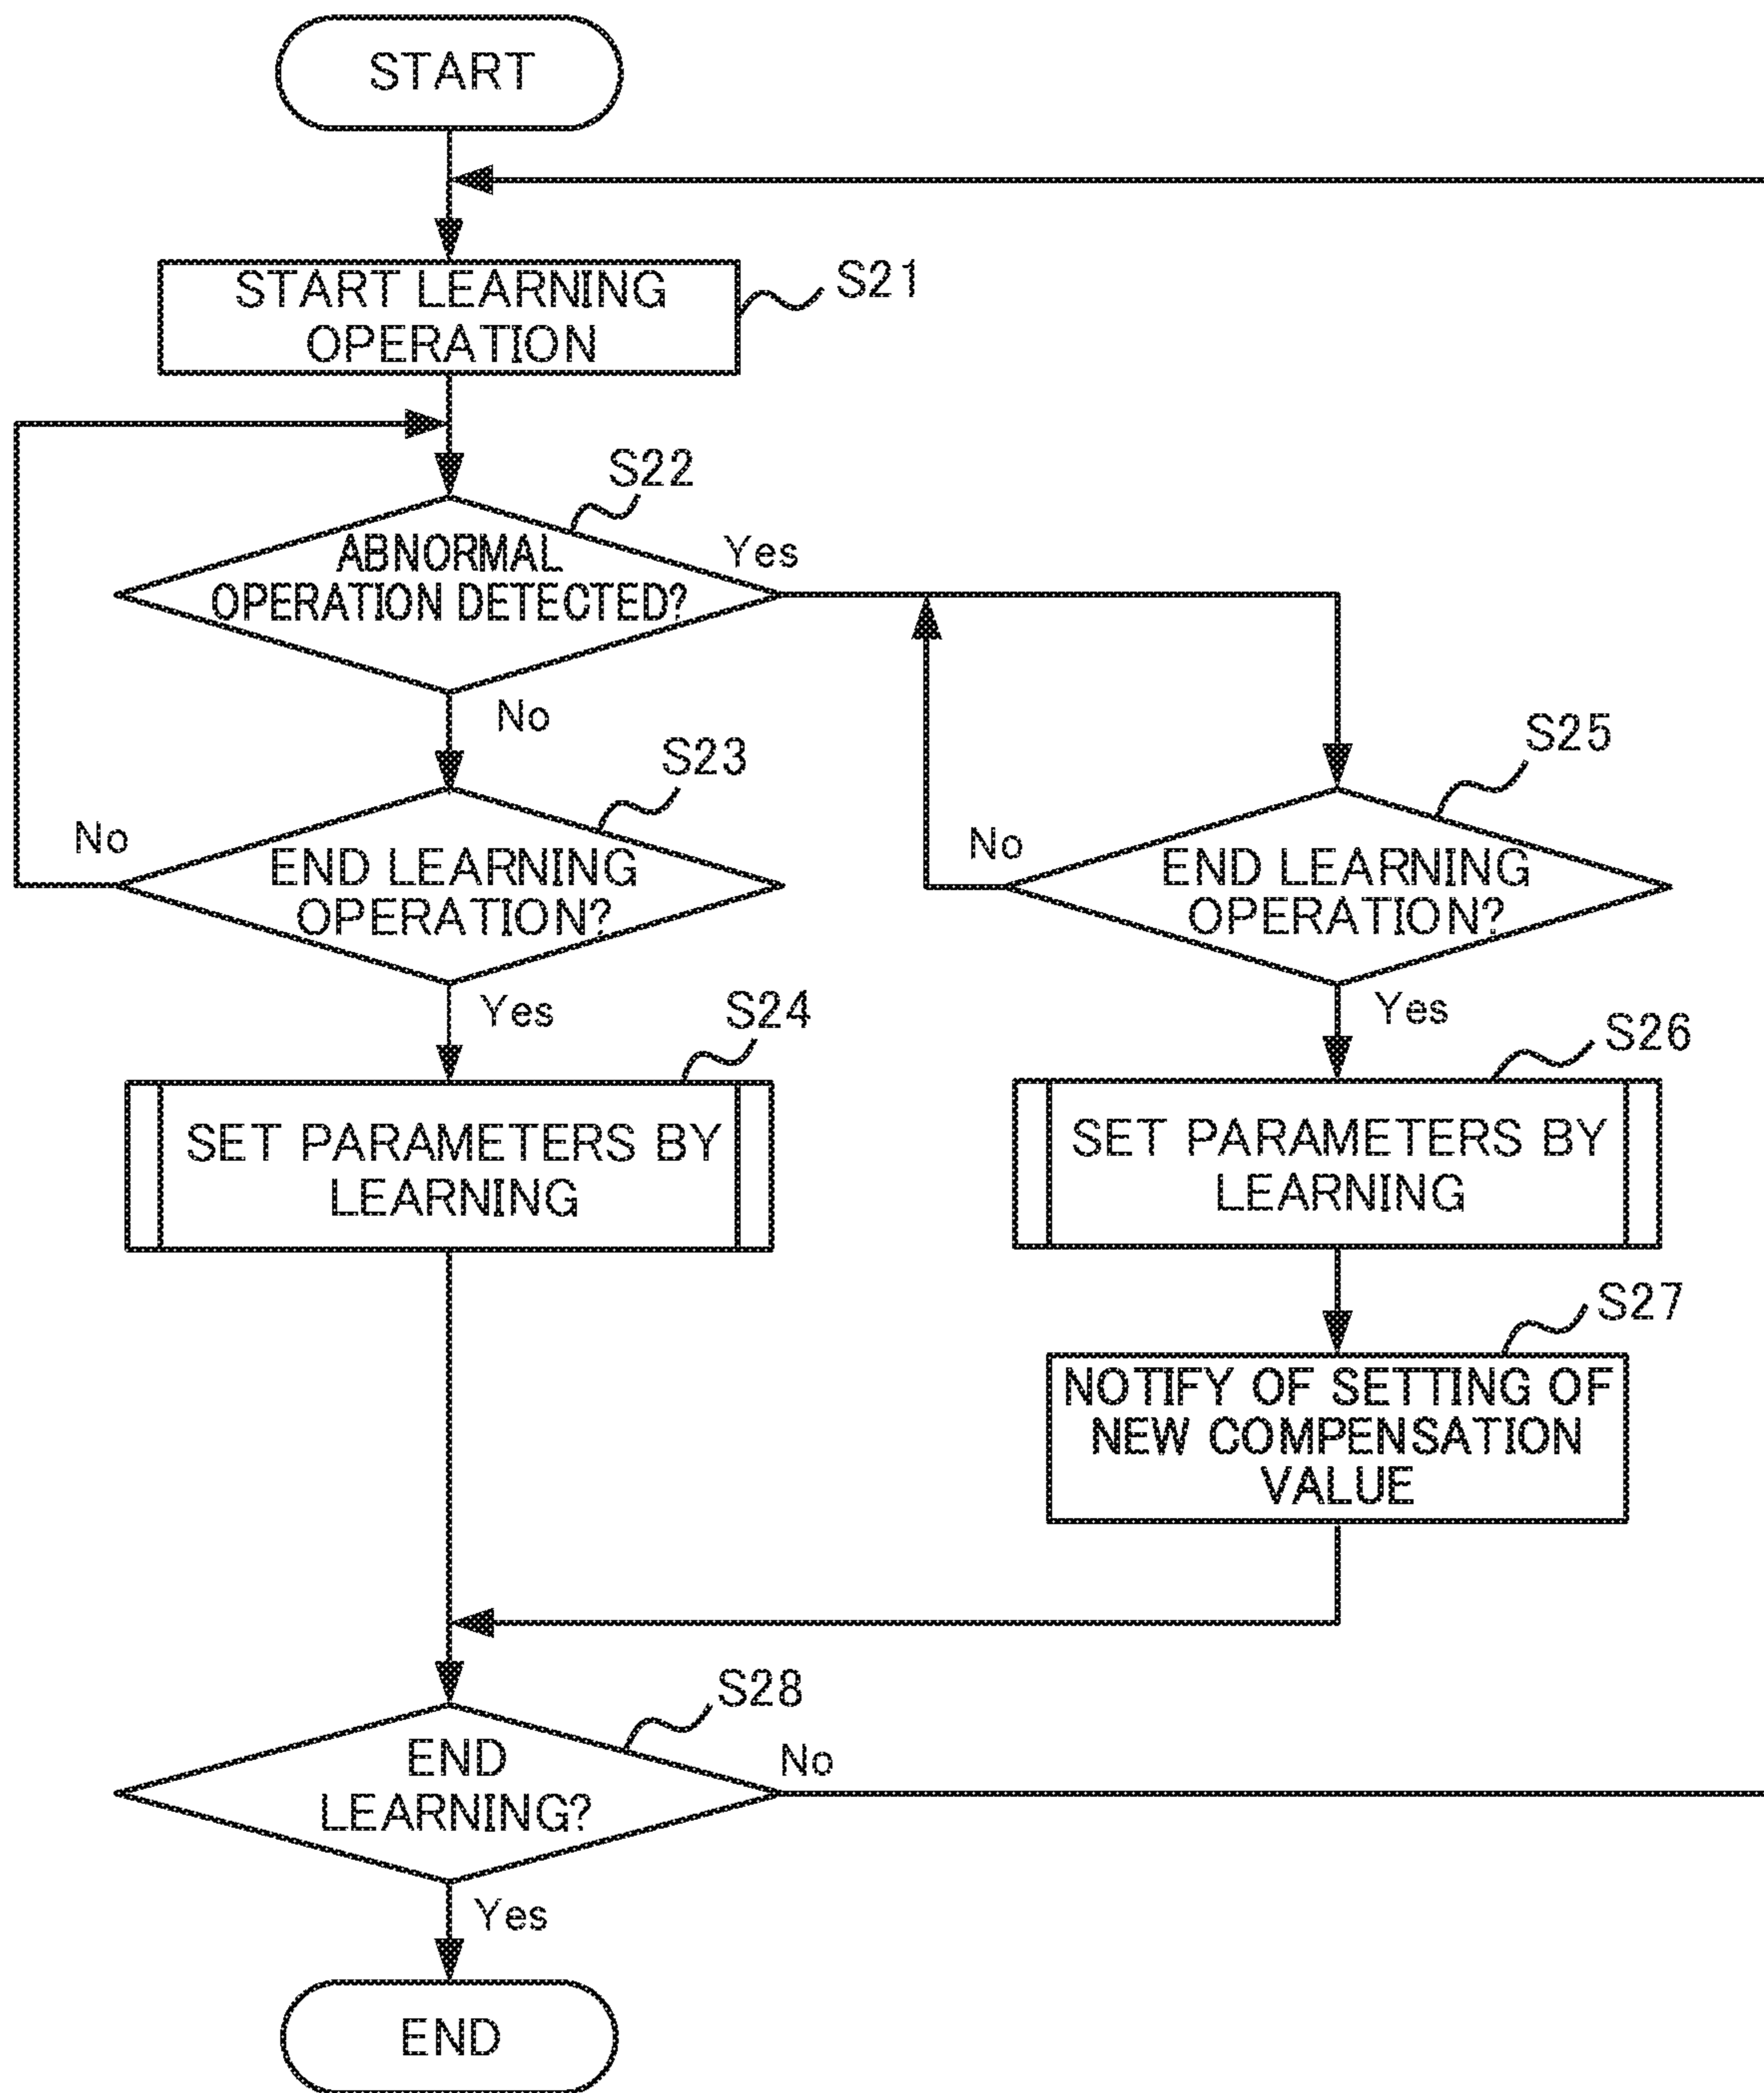 START
START LEARNING
OPERATION
S21
S22
ABNORMAL
OPERATION DETECTED?
Yes
No
S23
END LEARNING
OPERATION?
No
Yes
S25
END LEARNING
OPERATION?
No
Yes
S24
SET PARAMETERS BY
LEARNING
S26
SET PARAMETERS BY
LEARNING
S27
NOTIFY OF SETTING OF
NEW COMPENSATION
VALUE
S28
END
LEARNING?
No
Yes
END